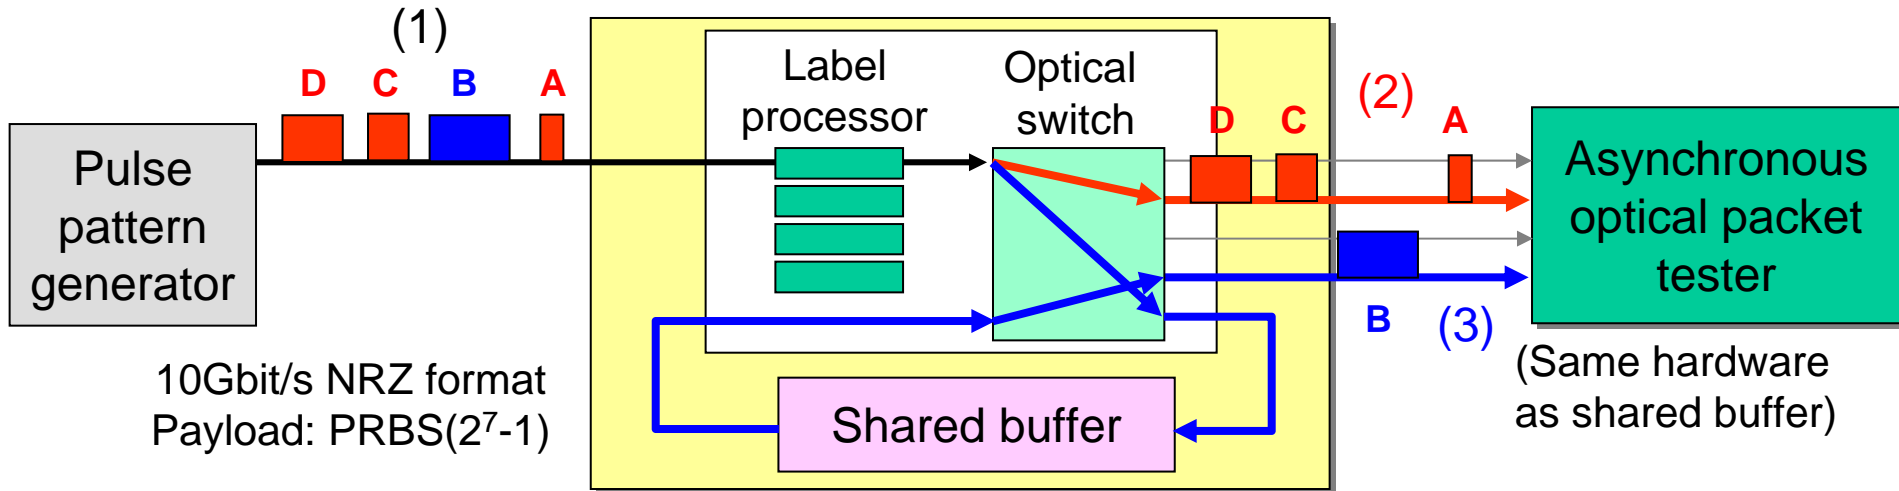 (1)
D C B A
Pulse
pattern
generator
10Gbit/s NRZ format
Payload: PRBS(2⁷-1)
Label
processor
Optical
switch
Shared buffer
D C A
(2)
B
(3)
Asynchronous
optical packet
tester
(Same hardware
as shared buffer)